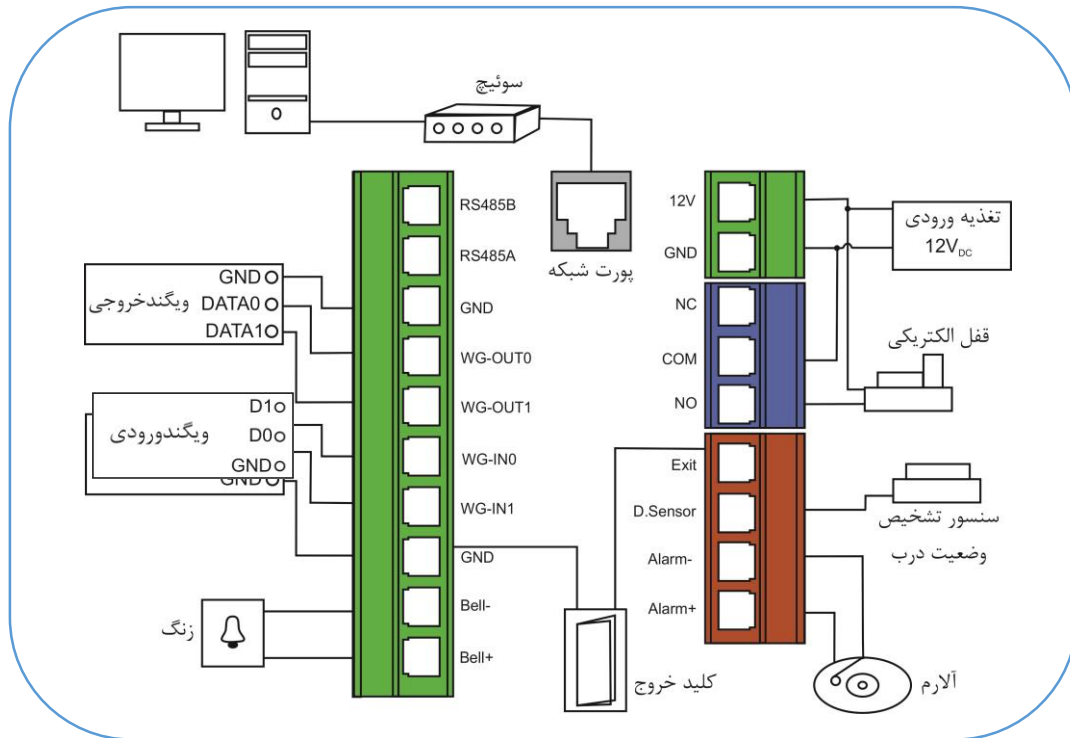 سوئیچ
RS485B
RS485A
GND
WG-OUT0
WG-OUT1
WG-IN0
WG-IN1
GND
Bell-
Bell+
GND
DATA0
DATA1
ویگندخروجی
D1
D0
GND
GND
ویگندورودی
زنگ
پورت شبکه
کلید خروج
12V
GND
NC
COM
NO
Exit
D.Sensor
Alarm-
Alarm+
تغذیه ورودی
12VDC
قفل الکتریکی
سنسور تشخیص
وضعیت درب
آلارم